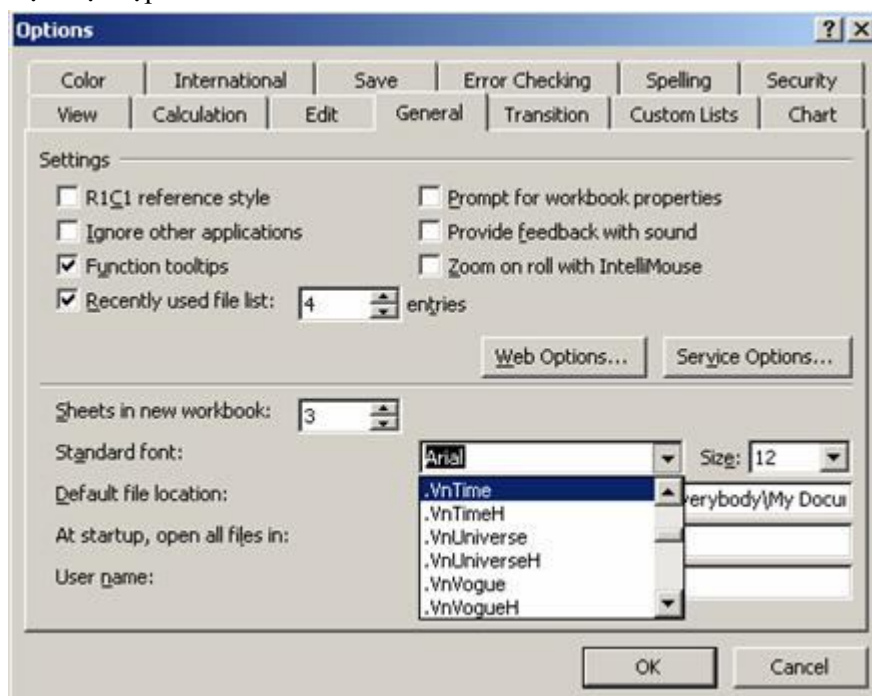 Options
Color International Save Error Checking Spelling Security
View Calculation Edit General Transition Custom Lists Chart
Settings
R1C1 reference style Prompt for workbook properties
Ignore other applications Provide feedback with sound
Function tooltips Zoom on roll with IntelliMouse
Recently used file list: 4 entries
Web Options... Service Options...
Sheets in new workbook: 3
Standard font: Arial Size: 12
.VnTime
Default file location: erybody\My Docu
.VnTimeH
At startup, open all files in: .VnUniverse
.VnUniverseH
User name: .VnVogue
.VnVogueH
OK Cancel